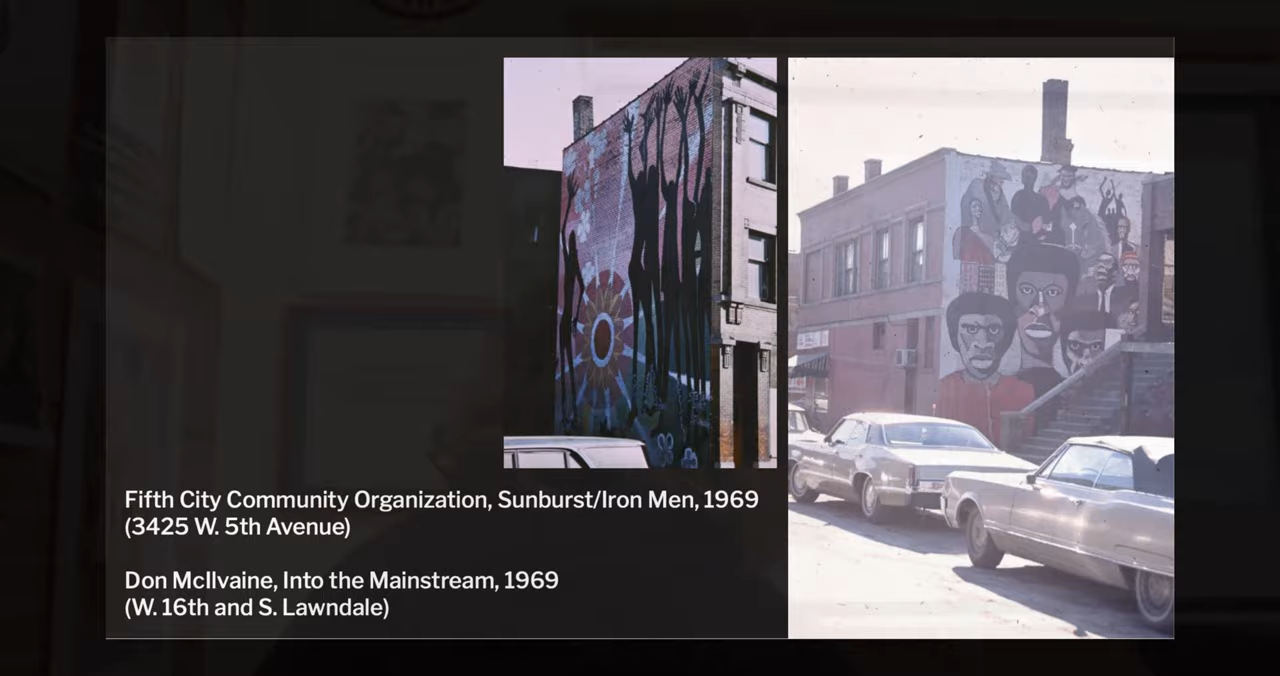 Fifth City Community Organization, Sunburst/Iron Men, 1969
(3425 W. 5th Avenue)
Don McIlvaine, Into the Mainstream, 1969
(W. 16th and S. Lawndale)